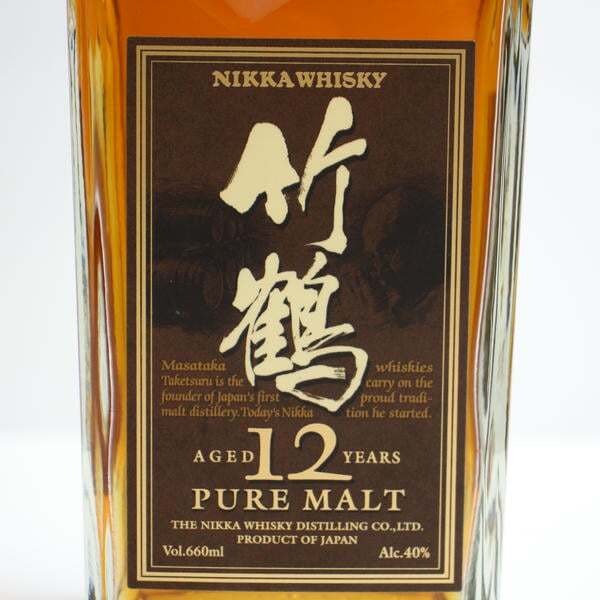 NIKKA WHISKY
竹鶴
Masataka whiskies
Taketsuru is the carry on the
founder of Japan's first proud tradi-
malt distillery. Today's Nikka tion he started.
AGED 12 YEARS
PURE MALT
THE NIKKA WHISKY DISTILLING CO.,LTD.
PRODUCT OF JAPAN
Vol.660ml Alc.40%